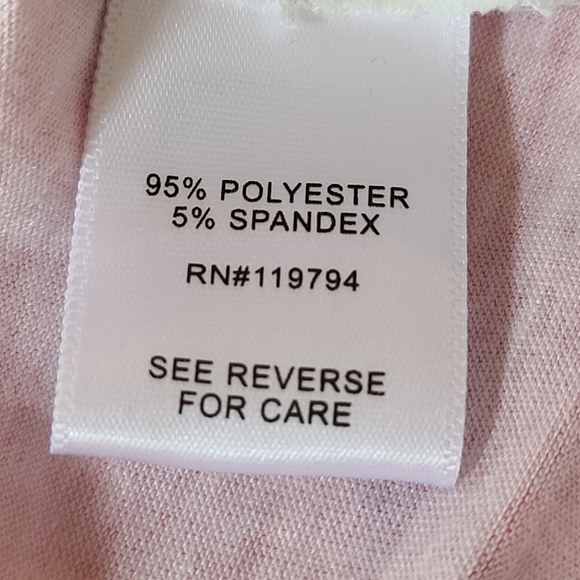 95% POLYESTER
5% SPANDEX
RN#119794
SEE REVERSE
FOR CARE